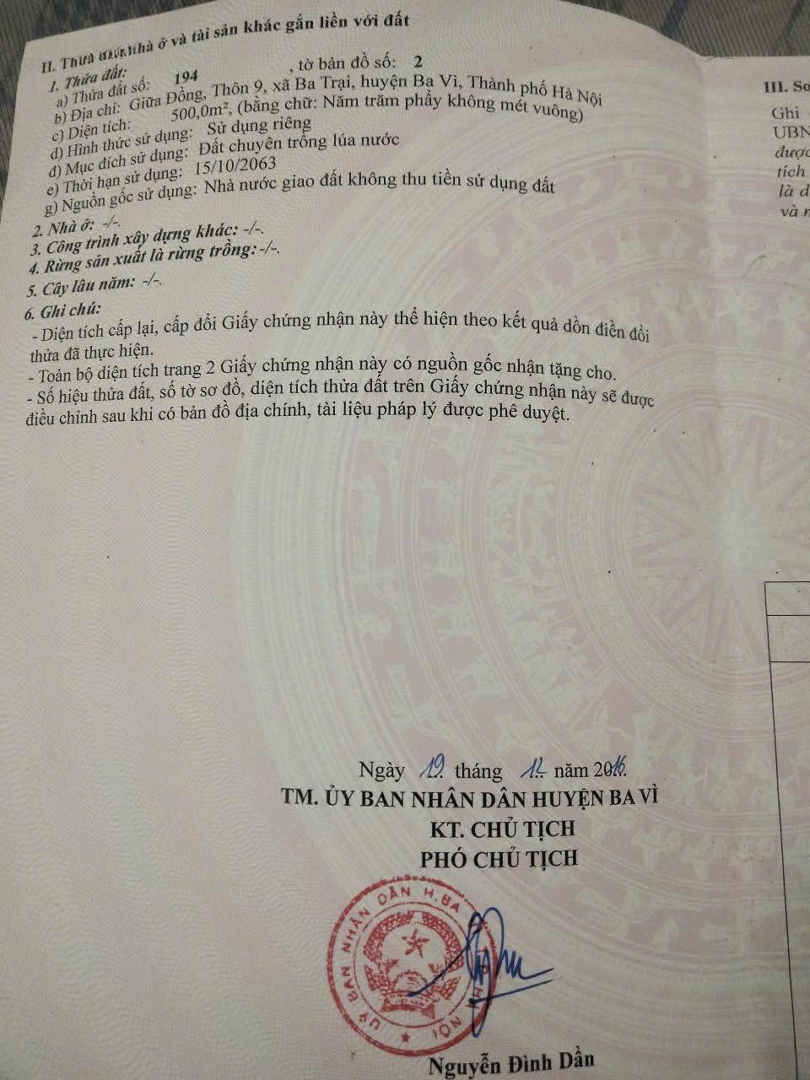 II. Thửa đất, nhà ở và tài sản khác gắn liền với đất
1. Thửa đất:
a) Thửa đất số: 194 , tờ bản đồ số: 2
b) Địa chỉ: Giữa Đồng, Thôn 9, xã Ba Trại, huyện Ba Vì, Thành phố Hà Nội
c) Diện tích: 500,0m², (bằng chữ: Năm trăm phẩy không mét vuông)
d) Hình thức sử dụng: Sử dụng riêng
đ) Mục đích sử dụng: Đất chuyên trồng lúa nước
e) Thời hạn sử dụng: 15/10/2063
g) Nguồn gốc sử dụng: Nhà nước giao đất không thu tiền sử dụng đất
2. Nhà ở: -/-.
3. Công trình xây dựng khác: -/-.
4. Rừng sản xuất là rừng trồng: -/-.
5. Cây lâu năm: -/-.
6. Ghi chú:
- Diện tích cấp lại, cấp đổi Giấy chứng nhận này thể hiện theo kết quả dồn điền đổi
thửa đã thực hiện.
- Toàn bộ diện tích trang 2 Giấy chứng nhận này có nguồn gốc nhận tặng cho.
- Số hiệu thửa đất, số tờ sơ đồ, diện tích thửa đất trên Giấy chứng nhận này sẽ được
điều chỉnh sau khi có bản đồ địa chính, tài liệu pháp lý được phê duyệt.
Ngày 19 tháng 12 năm 2016.
TM. ỦY BAN NHÂN DÂN HUYỆN BA VÌ
KT. CHỦ TỊCH
PHÓ CHỦ TỊCH
UỶ BAN NHÂN DÂN H. BA
NỘI
Nguyễn Đình Dần
III. Sơ
Ghi
UBN
được
tích
là d
và n